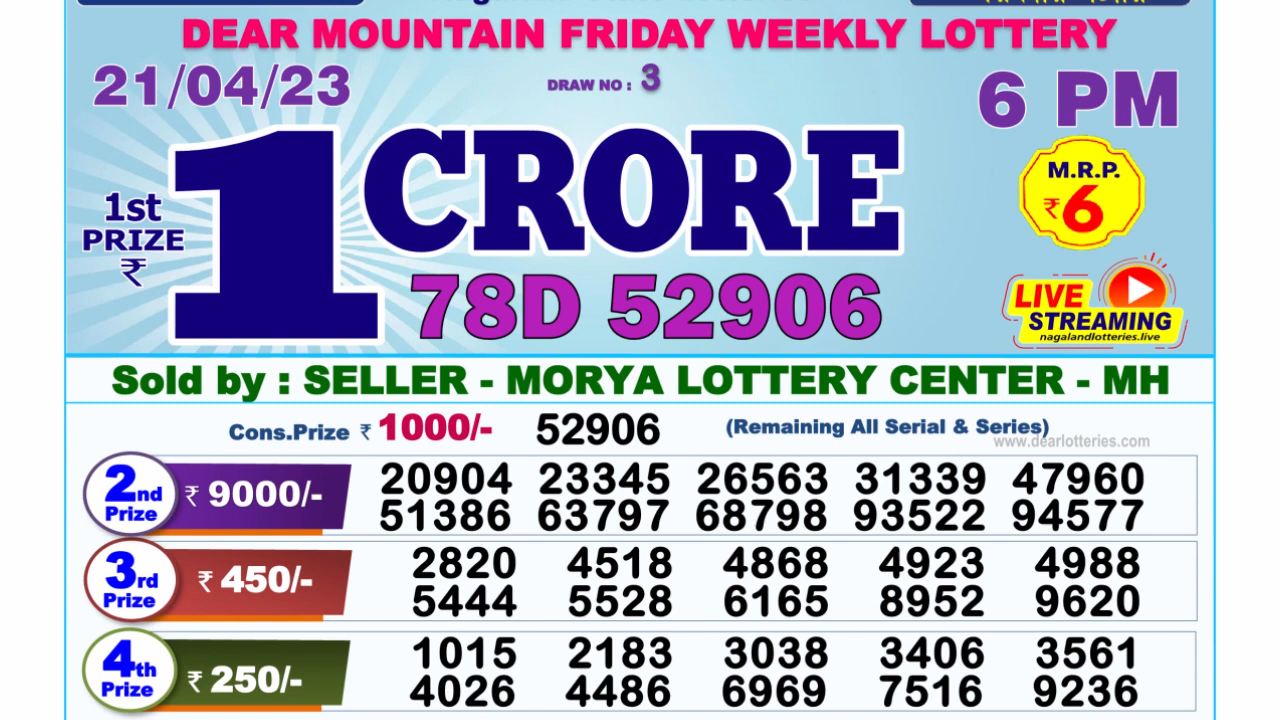 DEAR MOUNTAIN FRIDAY WEEKLY LOTTERY
21/04/23
DRAW NO : 3
6 PM
1st
PRIZE
₹
1 CRORE
78D 52906
M.R.P.
₹6
LIVE
STREAMING
nagalandlotteries.live
Sold by : SELLER - MORYA LOTTERY CENTER - MH
Cons.Prize ₹ 1000/- 52906 (Remaining All Serial & Series)
www.dearlotteries.com
2nd Prize ₹ 9000/-
20904 23345 26563 31339 47960
51386 63797 68798 93522 94577
3rd Prize ₹ 450/-
2820 4518 4868 4923 4988
5444 5528 6165 8952 9620
4th Prize ₹ 250/-
1015 2183 3038 3406 3561
4026 4486 6969 7516 9236